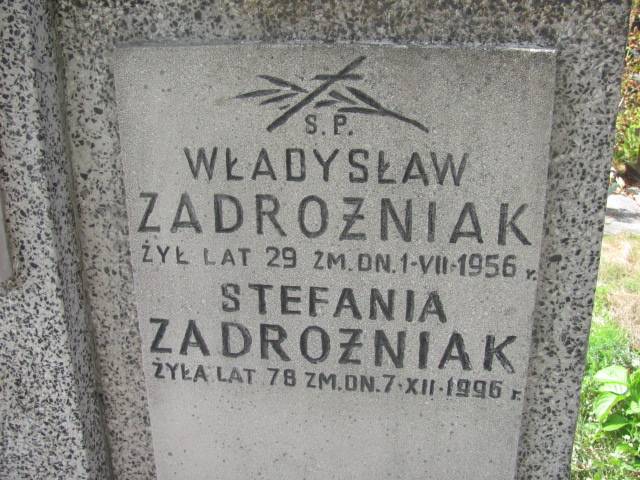 S.P.
WŁADYSŁAW
ZADROŻNIAK
ŻYŁ LAT 29 ZM.DN.1·VII·1956 r.
STEFANIA
ZADROŻNIAK
ŻYŁA LAT 78 ZM.DN.7·XII·1996 r.